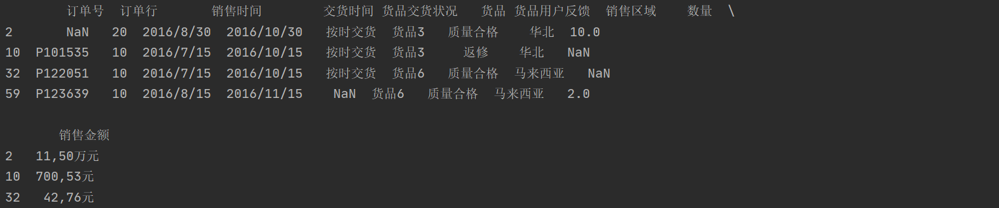 订单号 订单行 销售时间 交货时间 货品交货状况 货品 货品用户反馈 销售区域 数量 \
2 NaN 20 2016/8/30 2016/10/30 按时交货 货品3 质量合格 华北 10.0
10 P101535 10 2016/7/15 2016/10/15 按时交货 货品3 返修 华北 NaN
32 P122051 10 2016/7/15 2016/10/15 按时交货 货品6 质量合格 马来西亚 NaN
59 P123639 10 2016/8/15 2016/11/15 NaN 货品6 质量合格 马来西亚 2.0
销售金额
2 11,50万元
10 700,53元
32 42,76元